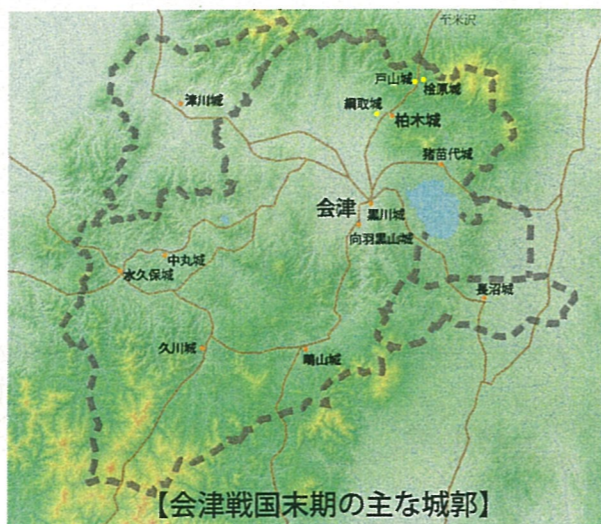 至米沢
戸山城
桧原城
津川城
綱取城
柏木城
猪苗代城
会津
黒川城
向羽黒山城
中丸城
水久保城
長沼城
久川城
鴫山城
【会津戦国末期の主な城郭】